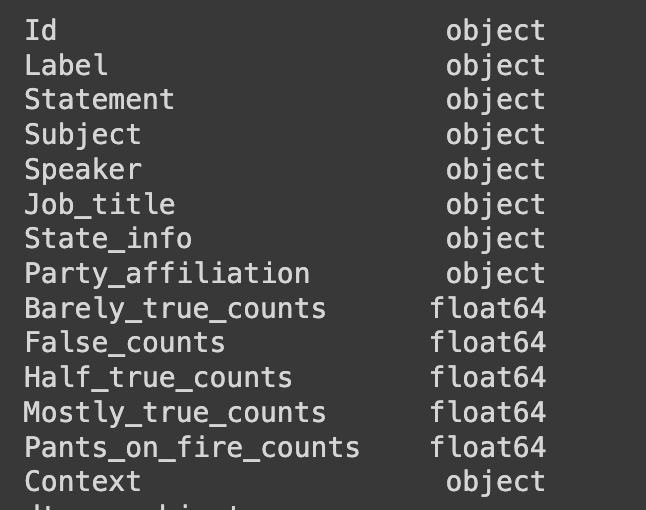 Id object
Label object
Statement object
Subject object
Speaker object
Job_title object
State_info object
Party_affiliation object
Barely_true_counts float64
False_counts float64
Half_true_counts float64
Mostly_true_counts float64
Pants_on_fire_counts float64
Context object